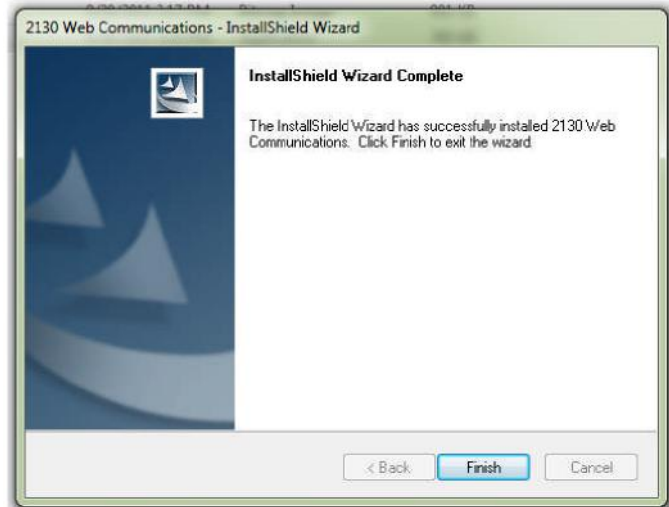 2130 Web Communications - InstallShield Wizard
InstallShield Wizard Complete
The InstallShield Wizard has successfully installed 2130 Web
Communications. Click Finish to exit the wizard.
< Back
Finish
Cancel